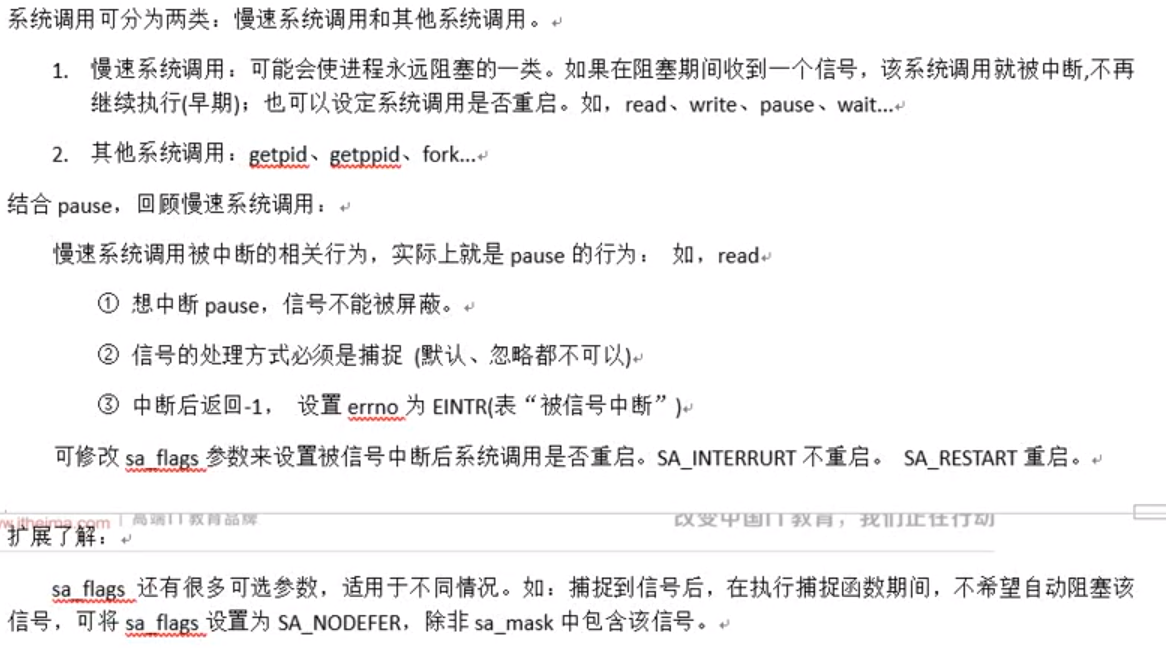 系统调用可分为两类：慢速系统调用和其他系统调用。
1. 慢速系统调用：可能会使进程永远阻塞的一类。如果在阻塞期间收到一个信号，该系统调用就被中断,不再
继续执行(早期)；也可以设定系统调用是否重启。如，read、write、pause、wait...
2. 其他系统调用：getpid、getppid、fork...
结合 pause，回顾慢速系统调用：
慢速系统调用被中断的相关行为，实际上就是 pause 的行为： 如，read
① 想中断 pause，信号不能被屏蔽。
② 信号的处理方式必须是捕捉 (默认、忽略都不可以)
③ 中断后返回-1， 设置 errno 为 EINTR(表“被信号中断”)
可修改 sa_flags 参数来设置被信号中断后系统调用是否重启。SA_INTERRURT 不重启。 SA_RESTART 重启。
w.itheima.com | 高端IT教育品牌 改变中国IT教育，我们正在行动
扩展了解：
sa_flags 还有很多可选参数，适用于不同情况。如：捕捉到信号后，在执行捕捉函数期间，不希望自动阻塞该
信号，可将 sa_flags 设置为 SA_NODEFER，除非 sa_mask 中包含该信号。